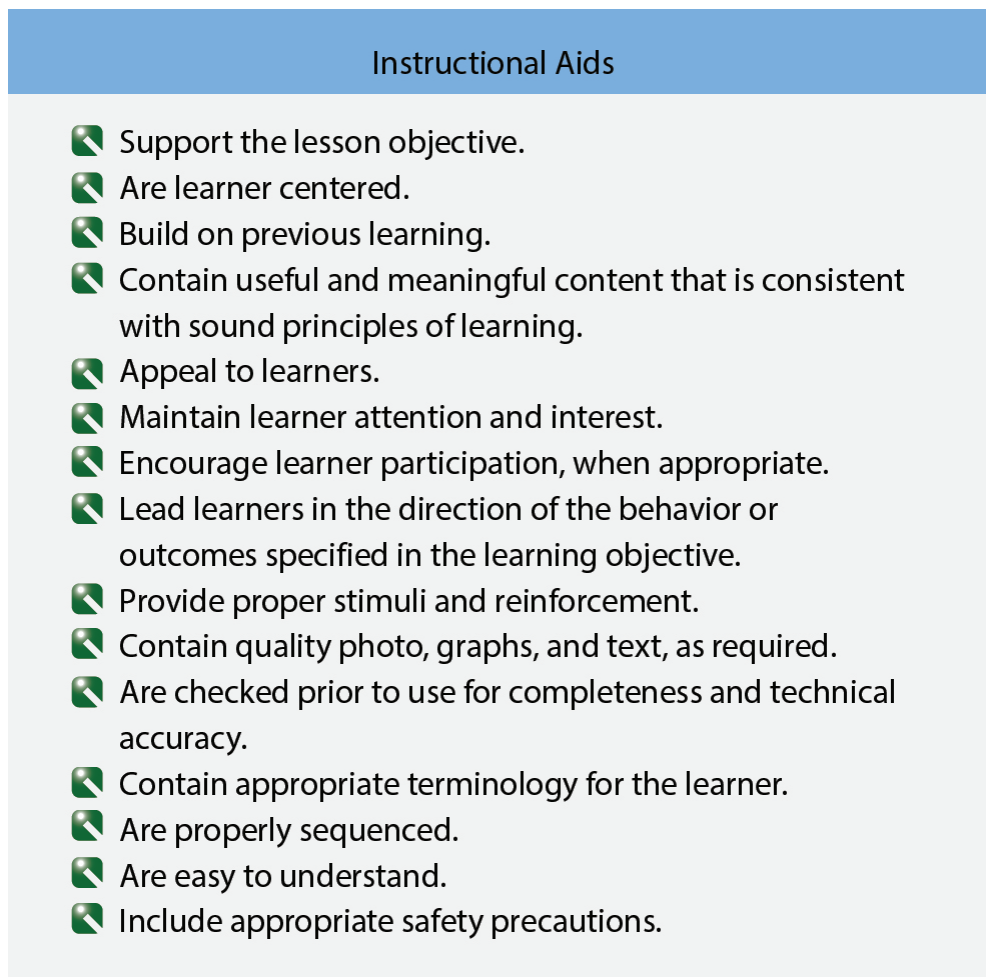 Instructional Aids
Support the lesson objective.
Are learner centered.
Build on previous learning.
Contain useful and meaningful content that is consistent
with sound principles of learning.
Appeal to learners.
Maintain learner attention and interest.
Encourage learner participation, when appropriate.
Lead learners in the direction of the behavior or
outcomes specified in the learning objective.
Provide proper stimuli and reinforcement.
Contain quality photo, graphs, and text, as required.
Are checked prior to use for completeness and technical
accuracy.
Contain appropriate terminology for the learner.
Are properly sequenced.
Are easy to understand.
Include appropriate safety precautions.